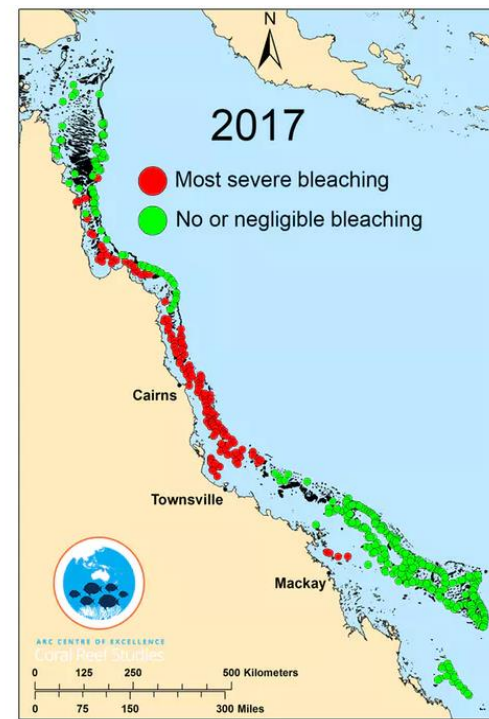 N
2017
Most severe bleaching
No or negligible bleaching
Cairns
Townsville
Mackay
ARC CENTRE OF EXCELLENCE
Coral Reef Studies
0 125 250 500 Kilometers
0 75 150 300 Miles